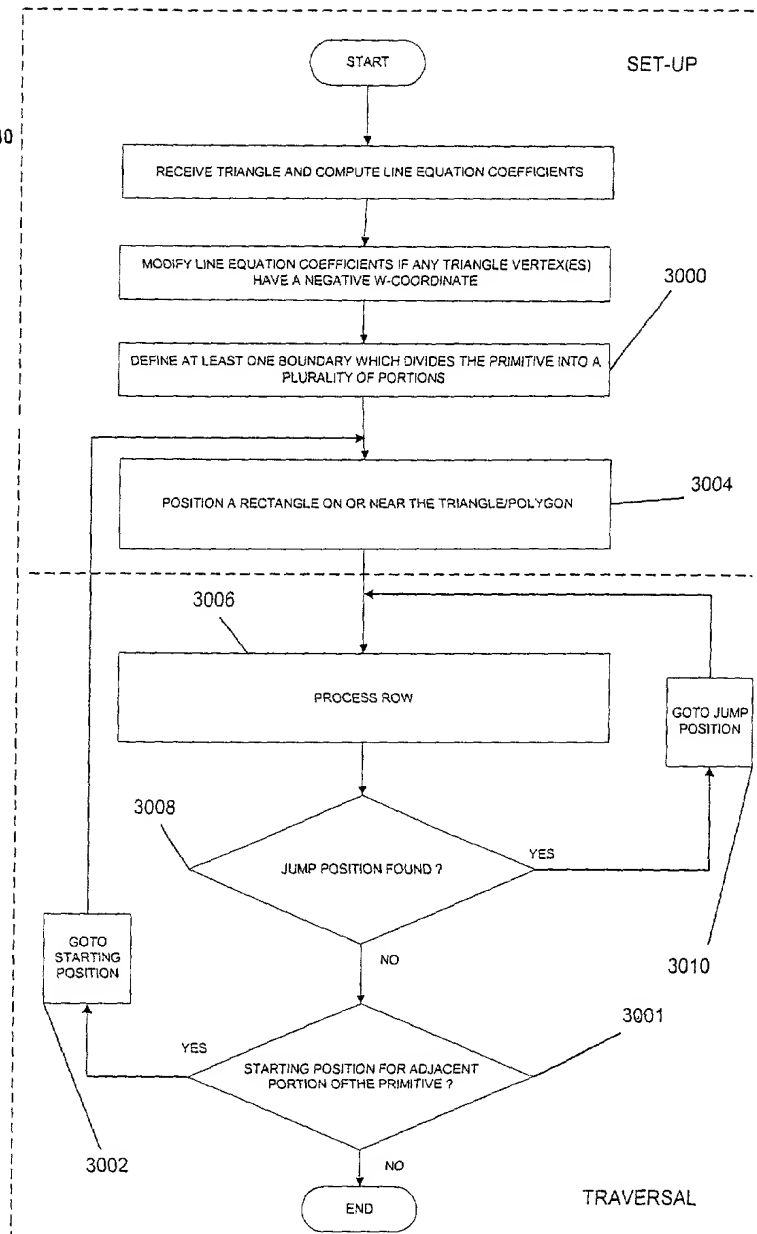 START
SET-UP
40
RECEIVE TRIANGLE AND COMPUTE LINE EQUATION COEFFICIENTS
MODIFY LINE EQUATION COEFFICIENTS IF ANY TRIANGLE VERTEX(ES)
HAVE A NEGATIVE W-COORDINATE
3000
DEFINE AT LEAST ONE BOUNDARY WHICH DIVIDES THE PRIMITIVE INTO A
PLURALITY OF PORTIONS
POSITION A RECTANGLE ON OR NEAR THE TRIANGLE/POLYGON
3004
3006
PROCESS ROW
GOTO JUMP
POSITION
3008
JUMP POSITION FOUND ?
YES
GOTO
STARTING
POSITION
NO
3010
3001
YES
STARTING POSITION FOR ADJACENT
PORTION OFTHE PRIMITIVE ?
3002
NO
END
TRAVERSAL